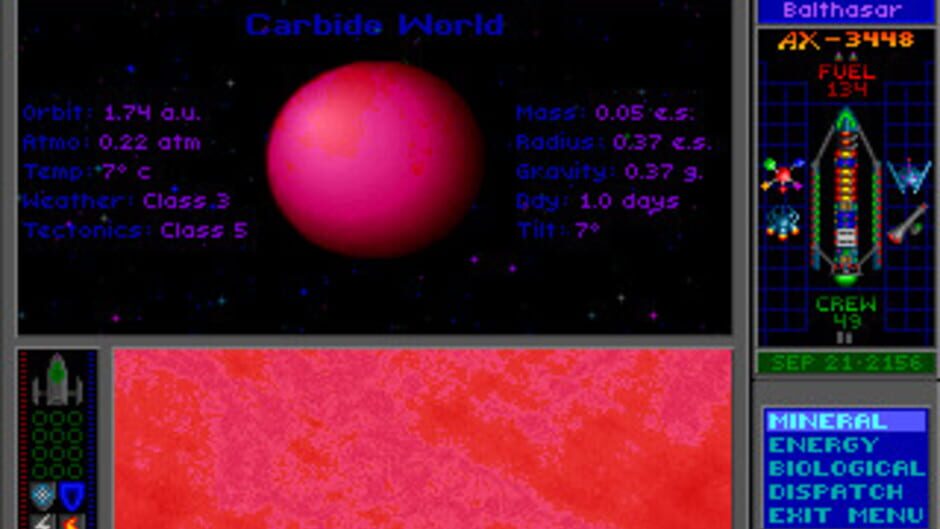 Carbide World
Orbit: 1.74 a.u.
Atmo: 0.22 atm
Temp: 7° c
Weather: Class 3
Tectonics: Class 5
Mass: 0.05 e.s.
Radius: 0.37 e.s.
Gravity: 0.37 g.
Day: 1.0 days
Tilt: 7°
Balthasar
AX-3448
FUEL
134
CREW
49
SEP 21·2156
MINERAL
ENERGY
BIOLOGICAL
DISPATCH
EXIT MENU